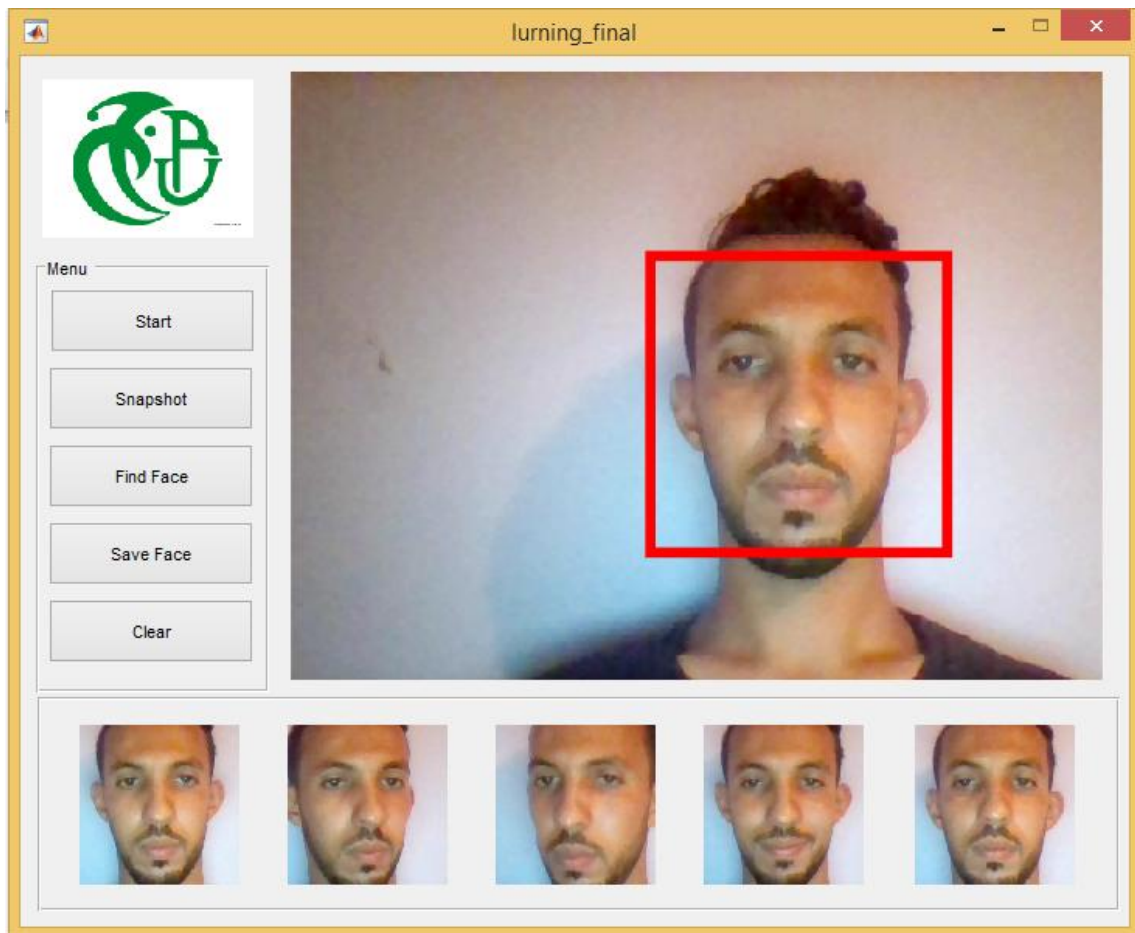 lurning_final
Menu
Start
Snapshot
Find Face
Save Face
Clear